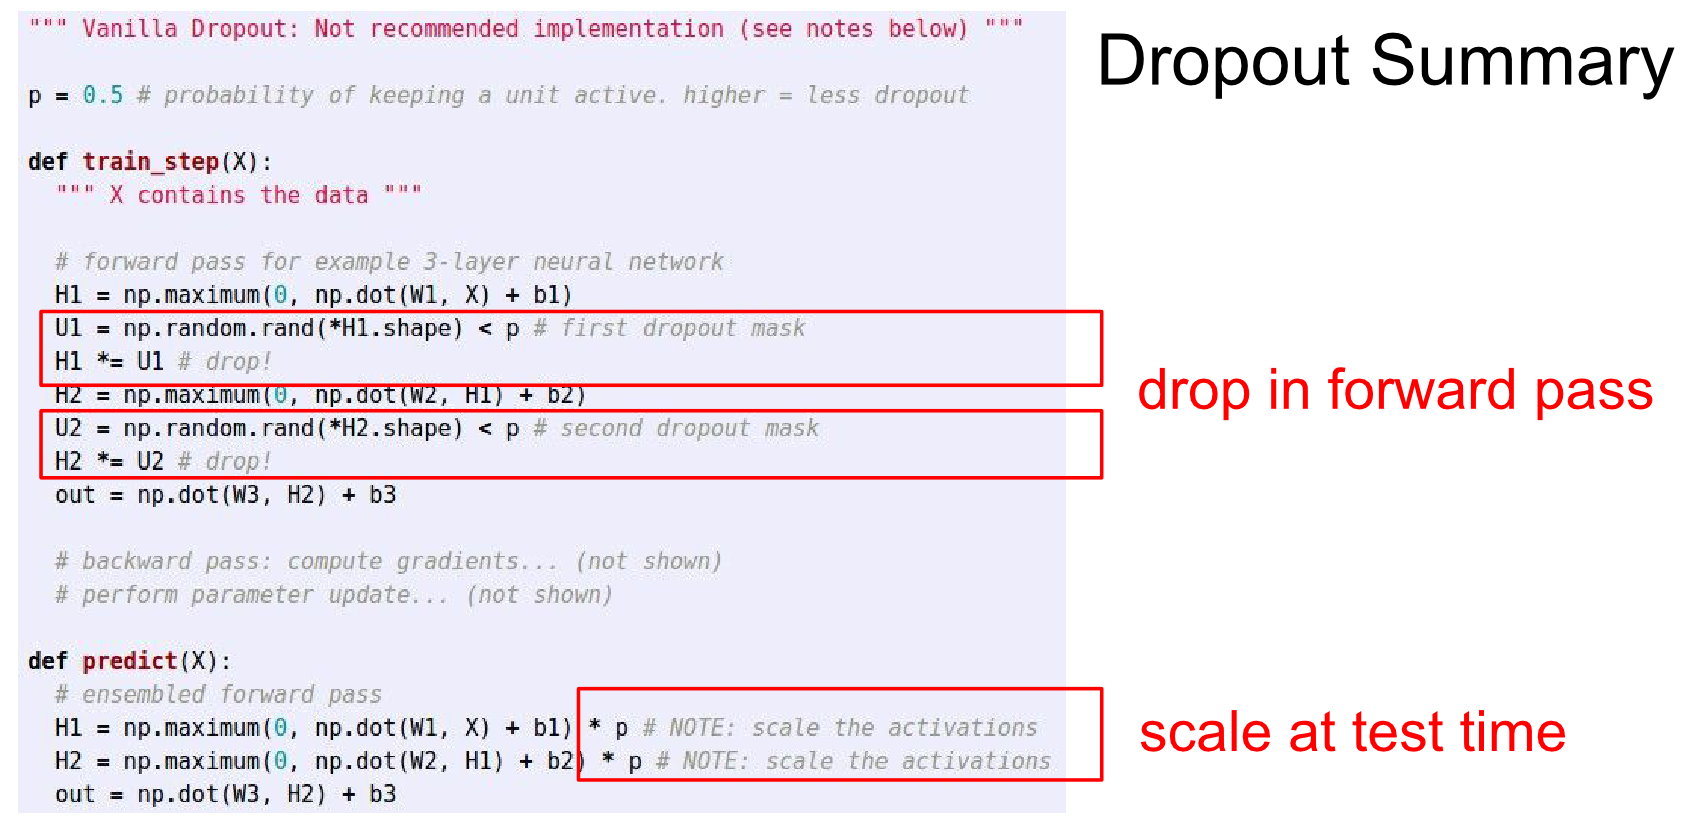 """ Vanilla Dropout: Not recommended implementation (see notes below) """
Dropout Summary
p = 0.5 # probability of keeping a unit active. higher = less dropout
def train_step(X):
""" X contains the data """
# forward pass for example 3-layer neural network
H1 = np.maximum(0, np.dot(W1, X) + b1)
U1 = np.random.rand(*H1.shape) < p # first dropout mask
H1 *= U1 # drop!
H2 = np.maximum(0, np.dot(W2, H1) + b2)
U2 = np.random.rand(*H2.shape) < p # second dropout mask
H2 *= U2 # drop!
out = np.dot(W3, H2) + b3
drop in forward pass
# backward pass: compute gradients... (not shown)
# perform parameter update... (not shown)
def predict(X):
# ensembled forward pass
H1 = np.maximum(0, np.dot(W1, X) + b1) * p # NOTE: scale the activations
H2 = np.maximum(0, np.dot(W2, H1) + b2) * p # NOTE: scale the activations
out = np.dot(W3, H2) + b3
scale at test time